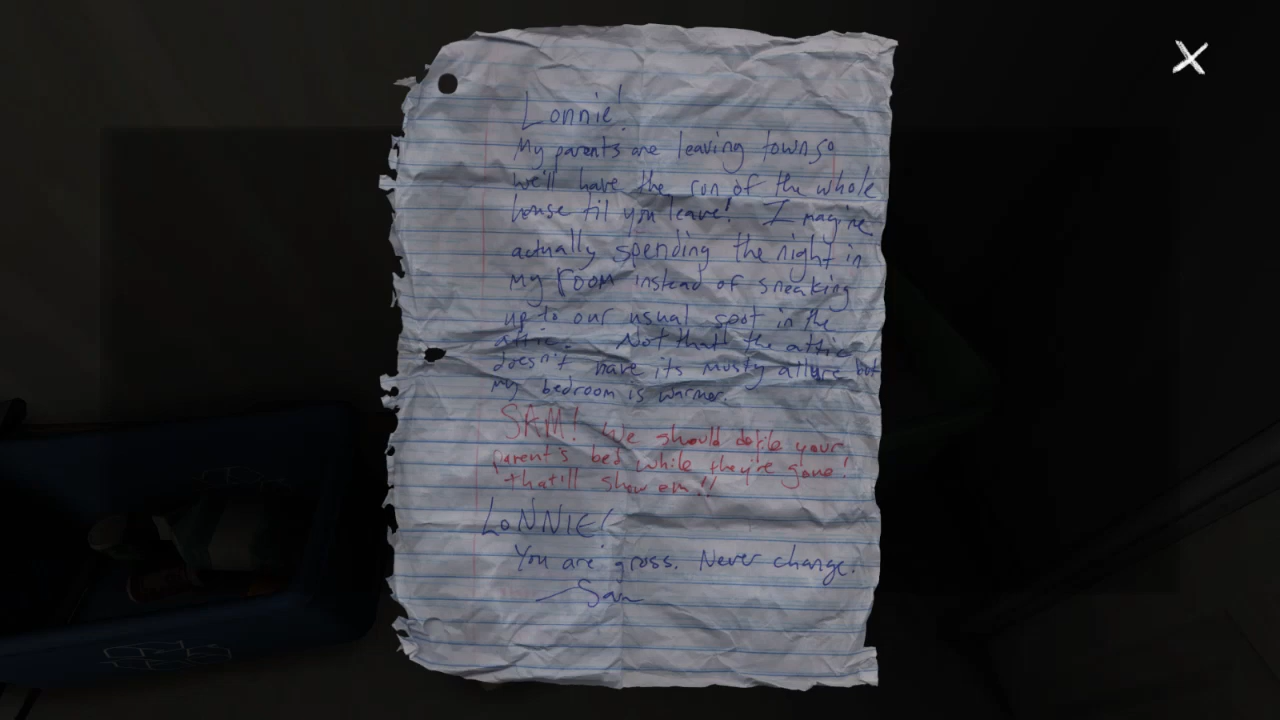 Lonnie!
My parents are leaving town so
we'll have the run of the whole
house til you leave! Imagine
actually spending the night in
my room instead of sneaking
up to our usual spot in the
attic. Not that the attic
doesn't have its musty allure but
my bedroom is warmer.
SAM! We should defile your
parent's bed while they're gone!
that'll show em!!
LONNIE!
You are gross. Never change.
—Sam